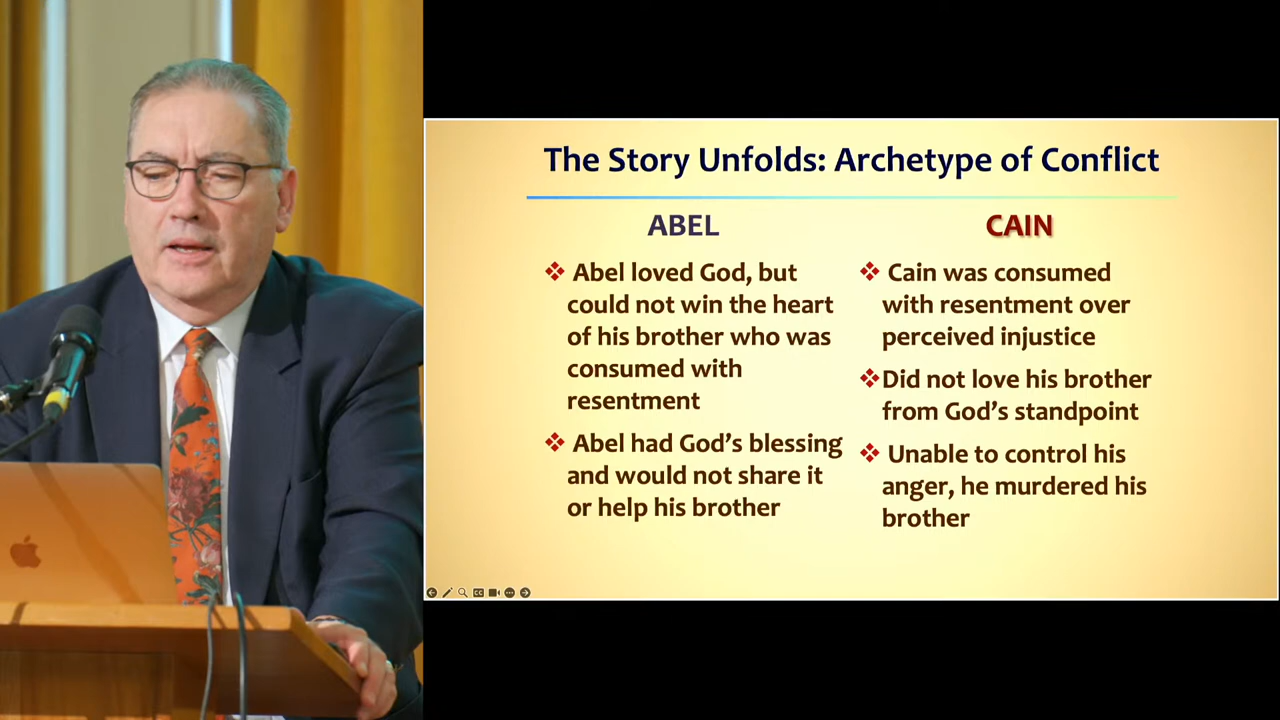 The Story Unfolds: Archetype of Conflict
ABEL
❖ Abel loved God, but
could not win the heart
of his brother who was
consumed with
resentment
❖ Abel had God’s blessing
and would not share it
or help his brother
CAIN
❖ Cain was consumed
with resentment over
perceived injustice
❖Did not love his brother
from God’s standpoint
❖ Unable to control his
anger, he murdered his
brother